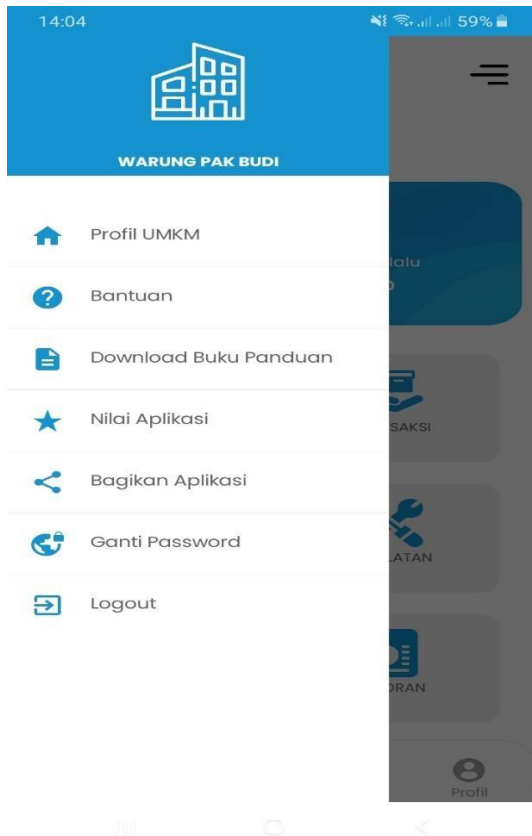 14:04
59%
WARUNG PAK BUDI
Profil UMKM
lalu
Bantuan
Download Buku Panduan
Nilai Aplikasi
SAKSI
Bagikan Aplikasi
Ganti Password
LATAN
Logout
ORAN
Profil